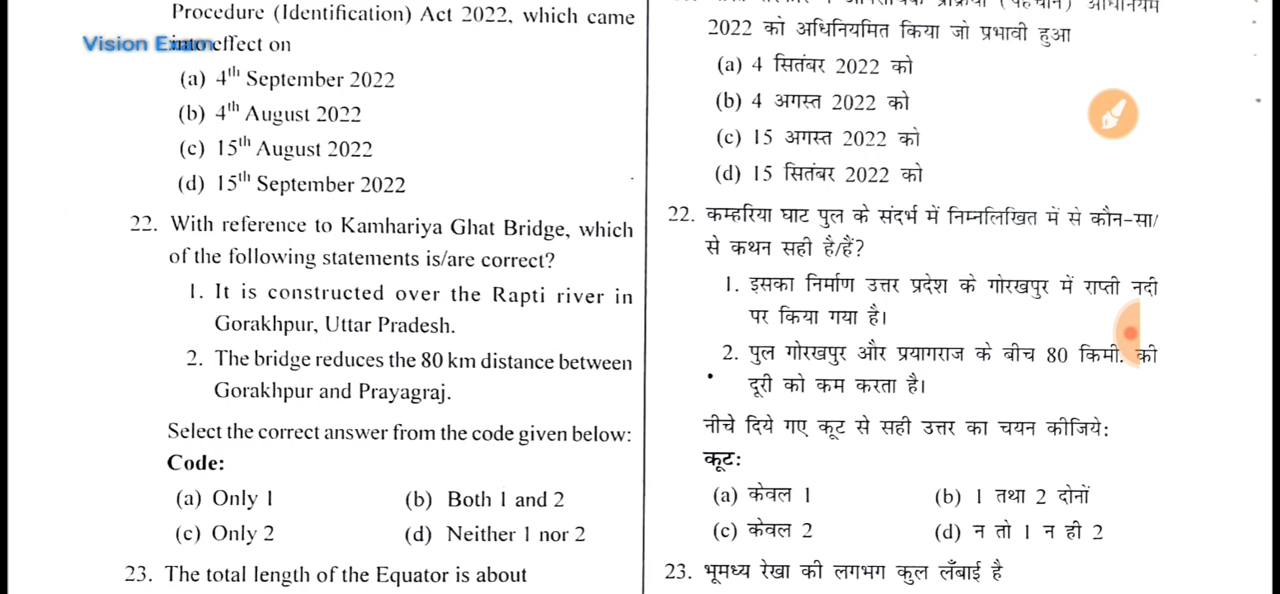 Procedure (Identification) Act 2022, which came
Vision Exam
into effect on
(a) 4th September 2022
(b) 4th August 2022
(c) 15th August 2022
(d) 15th September 2022
22. With reference to Kamhariya Ghat Bridge, which
of the following statements is/are correct?
1. It is constructed over the Rapti river in
Gorakhpur, Uttar Pradesh.
2. The bridge reduces the 80 km distance between
Gorakhpur and Prayagraj.
Select the correct answer from the code given below:
Code:
(a) Only 1 (b) Both 1 and 2
(c) Only 2 (d) Neither 1 nor 2
23. The total length of the Equator is about
2022 को अधिनियमित किया जो प्रभावी हुआ
(a) 4 सितंबर 2022 को
(b) 4 अगस्त 2022 को
(c) 15 अगस्त 2022 को
(d) 15 सितंबर 2022 को
22. कम्हरिया घाट पुल के संदर्भ में निम्नलिखित में से कौन-सा/
से कथन सही है/हैं?
1. इसका निर्माण उत्तर प्रदेश के गोरखपुर में राप्ती नदी
पर किया गया है।
2. पुल गोरखपुर और प्रयागराज के बीच 80 किमी. की
दूरी को कम करता है।
नीचे दिये गए कूट से सही उत्तर का चयन कीजिये:
कूट:
(a) केवल 1 (b) 1 तथा 2 दोनों
(c) केवल 2 (d) न तो 1 न ही 2
23. भूमध्य रेखा की लगभग कुल लँबाई है